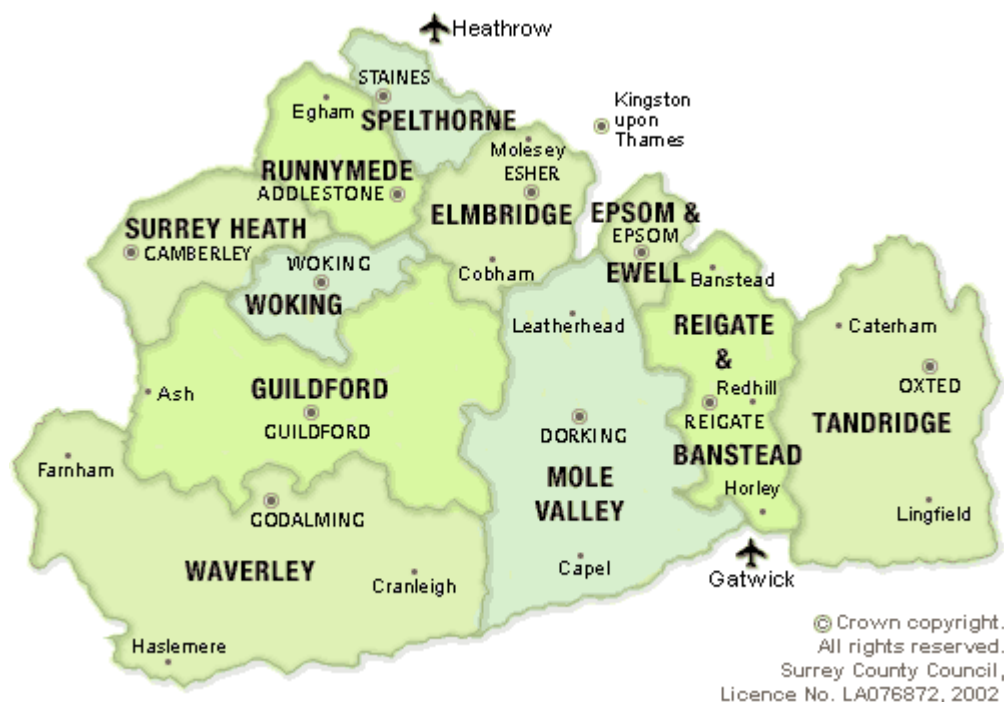 Heathrow
STAINES
Egham
SPELTHORNE
Kingston
upon
Thames
Molesey
RUNNYMEDE
ESHER
ADDLESTONE
ELMBRIDGE
EPSOM &
SURREY HEATH
EPSOM
CAMBERLEY
WOKING
Cobham
EWELL
Banstead
WOKING
Leatherhead
REIGATE
Caterham
&
GUILDFORD
Ash
Redhill
OXTED
GUILDFORD
DORKING
REIGATE
TANDRIDGE
BANSTEAD
Farnham
MOLE
VALLEY
Horley
GODALMING
Lingfield
WAVERLEY
Capel
Cranleigh
Gatwick
Haslemere
© Crown copyright.
All rights reserved.
Surrey County Council,
Licence No. LA076872, 2002